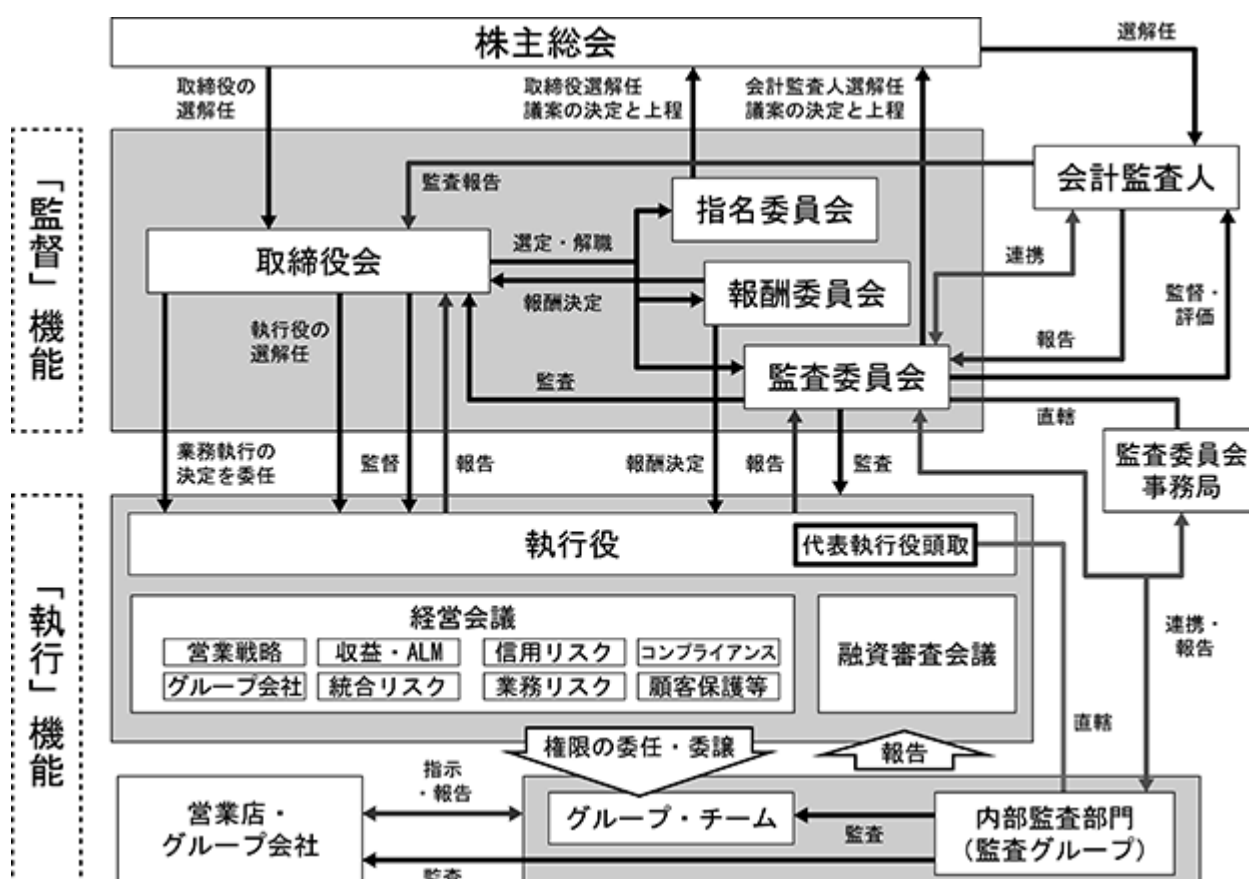 株主総会
選解任
取締役の
選解任
取締役選解任
議案の決定と上程
会計監査人選解任
議案の決定と上程
「監督」機能
会計監査人
監査報告
指名委員会
取締役会
選定・解職
連携
報酬委員会
報酬決定
監督・
評価
執行役の
選解任
報告
監査委員会
監査
直轄
業務執行の
決定を委任
監督
報告
報酬決定
報告
監査
監査委員会
事務局
「執行」機能
執行役
代表執行役頭取
経営会議
営業戦略
収益・ALM
信用リスク
コンプライアンス
グループ会社
統合リスク
業務リスク
顧客保護等
融資審査会議
連携・
報告
直轄
権限の委任・委譲
報告
指示
・報告
営業店・
グループ会社
グループ・チーム
監査
内部監査部門
(監査グループ)
監査